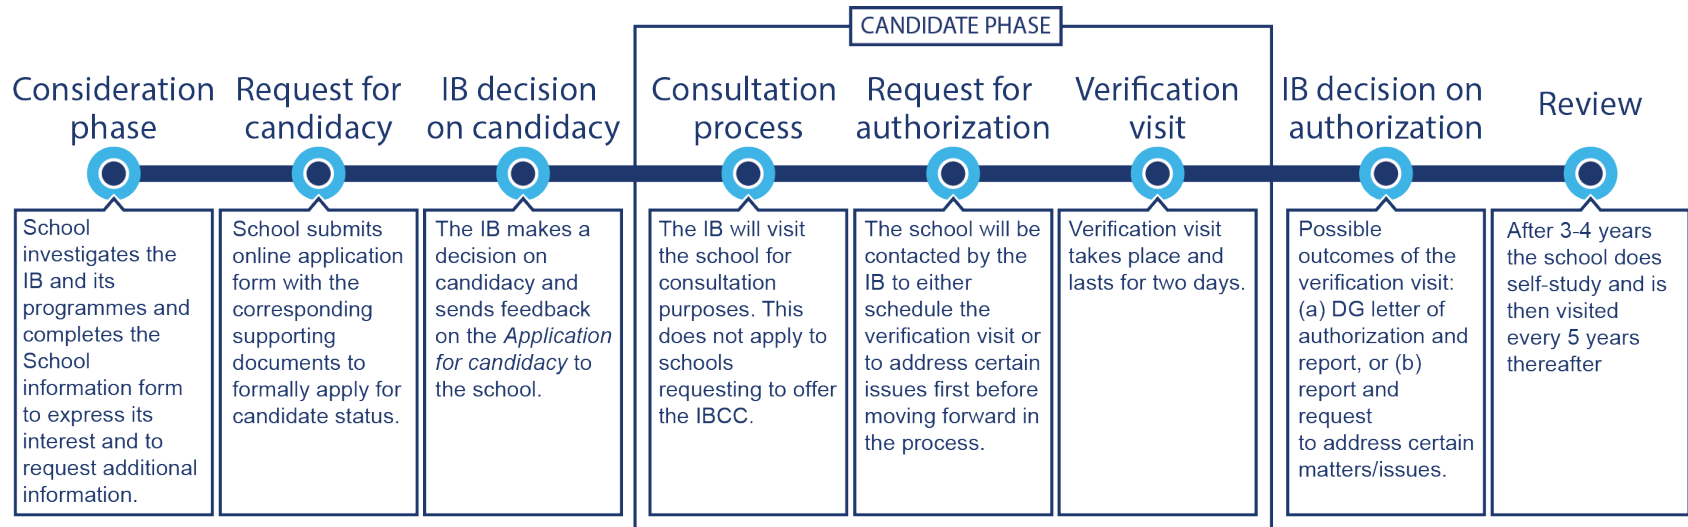 CANDIDATE PHASE
Consideration
phase
School
investigates the
IB and its
programmes and
completes the
School
information form
to express its
interest and to
request additional
information.
Request for
candidacy
School submits
online application
form with the
corresponding
supporting
documents to
formally apply for
candidate status.
IB decision
on candidacy
The IB makes a
decision on
candidacy and
sends feedback
on the Application
for candidacy to
the school.
Consultation
process
The IB will visit
the school for
consultation
purposes. This
does not apply to
schools
requesting to offer
the IBCC.
Request for
authorization
The school will be
contacted by the
IB to either
schedule the
verification visit or
to address certain
issues first before
moving forward in
the process.
Verification
visit
Verification visit
takes place and
lasts for two days.
IB decision on
authorization
Possible
outcomes of the
verification visit:
(a) DG letter of
authorization and
report, or (b)
report and
request
to address certain
matters/issues.
Review
After 3-4 years
the school does
self-study and is
then visited
every 5 years
thereafter